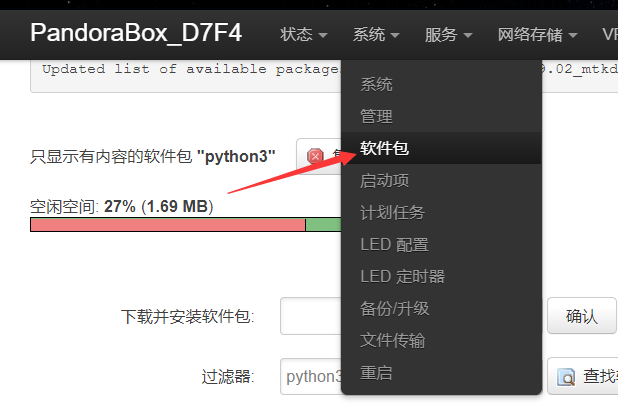 PandoraBox_D7F4 状态 系统 服务 网络存储 VP
Updated list of available package 9.02_mtkd
系统
管理
软件包
启动项
计划任务
LED 配置
LED 定时器
备份/升级
文件传输
重启
只显示有内容的软件包 "python3"
空闲空间: 27% (1.69 MB)
下载并安装软件包: 确认
过滤器: python3 查找